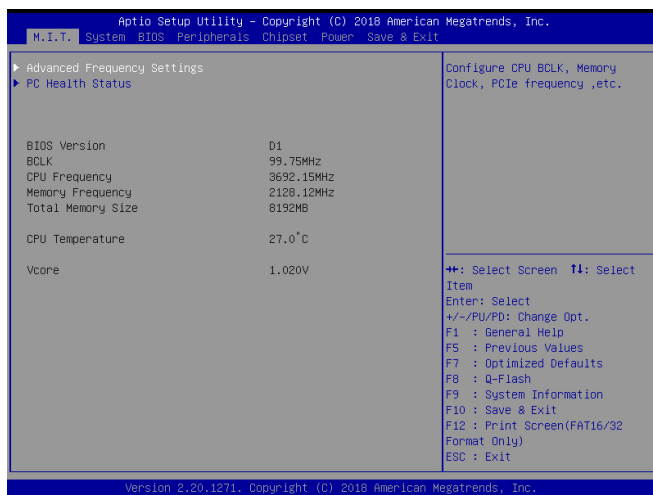 Aptio Setup Utility – Copyright (C) 2018 American Megatrends, Inc.
M.I.T. System BIOS Peripherals Chipset Power Save & Exit
Advanced Frequency Settings
PC Health Status
BIOS Version D1
BCLK 99.75MHz
CPU Frequency 3692.15MHz
Memory Frequency 2128.12MHz
Total Memory Size 8192MB
CPU Temperature 27.0°C
Vcore 1.020V
Configure CPU BCLK, Memory
Clock, PCIe frequency ,etc.
→←: Select Screen ↑↓: Select
Item
Enter: Select
+/-/PU/PD: Change Opt.
F1 : General Help
F5 : Previous Values
F7 : Optimized Defaults
F8 : Q-Flash
F9 : System Information
F10 : Save & Exit
F12 : Print Screen(FAT16/32
Format Only)
ESC : Exit
Version 2.20.1271. Copyright (C) 2018 American Megatrends, Inc.